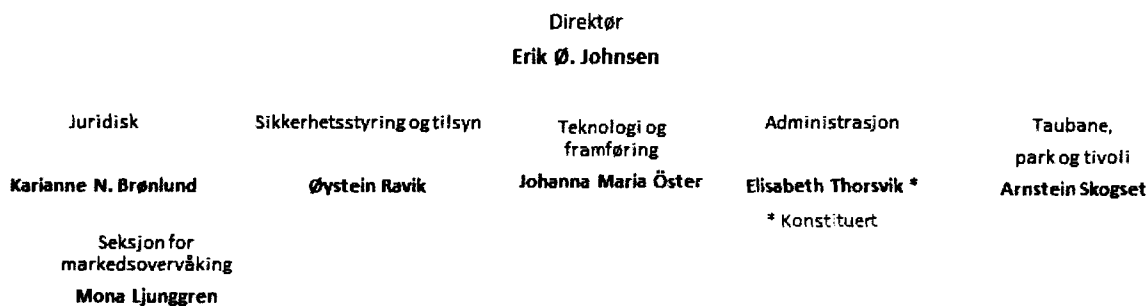 Direktør
Erik Ø. Johnsen
Juridisk
Karianne N. Brønlund
Seksjon for
markedsovervåking
Mona Ljunggren
Sikkerhetsstyring og tilsyn
Øystein Ravik
Teknologi og
framføring
Johanna Maria Öster
Administrasjon
Elisabeth Thorsvik *
* Konstituert
Taubane,
park og tivoli
Arnstein Skogset